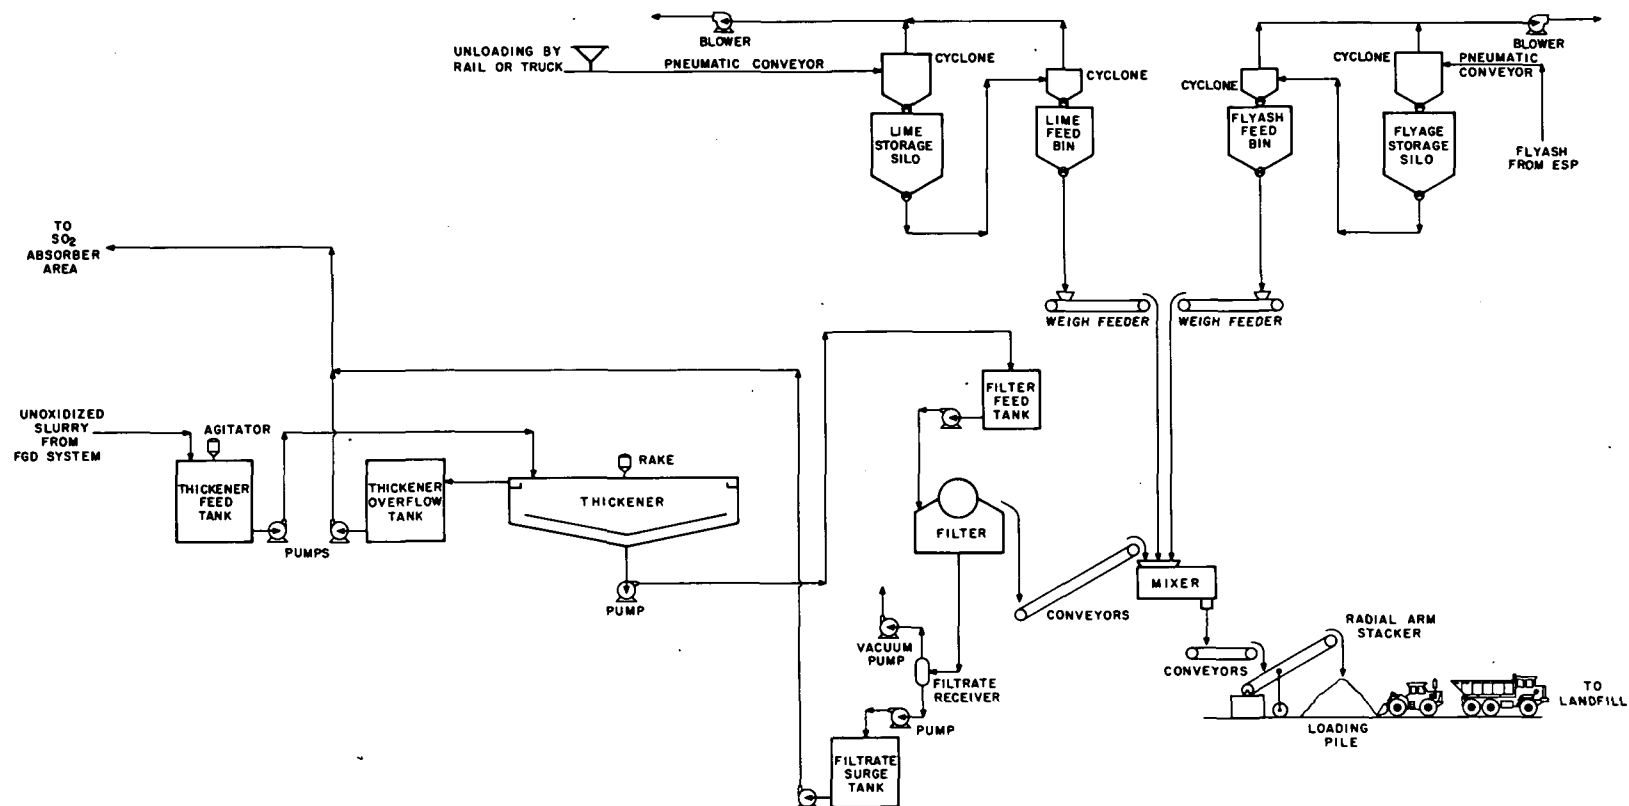 BLOWER
UNLOADING BY
RAIL OR TRUCK
PNEUMATIC CONVEYOR
CYCLONE
CYCLONE
LIME
STORAGE
SILO
LIME
FEED
BIN
BLOWER
CYCLONE
PNEUMATIC
CONVEYOR
CYCLONE
FLYASH
FEED
BIN
FLYAGE
STORAGE
SILO
FLYASH
FROM ESP
TO
SO2
ABSORBER
AREA
WEIGH FEEDER
WEIGH FEEDER
FILTER
FEED
TANK
UNOXIDIZED
SLURRY
FROM
FGD SYSTEM
AGITATOR
THICKENER
FEED
TANK
PUMPS
THICKENER
OVERFLOW
TANK
RAKE
THICKENER
PUMP
FILTER
CONVEYORS
MIXER
VACUUM
PUMP
FILTRATE
RECEIVER
PUMP
FILTRATE
SURGE
TANK
CONVEYORS
RADIAL ARM
STACKER
LOADING
PILE
TO
LANDFILL